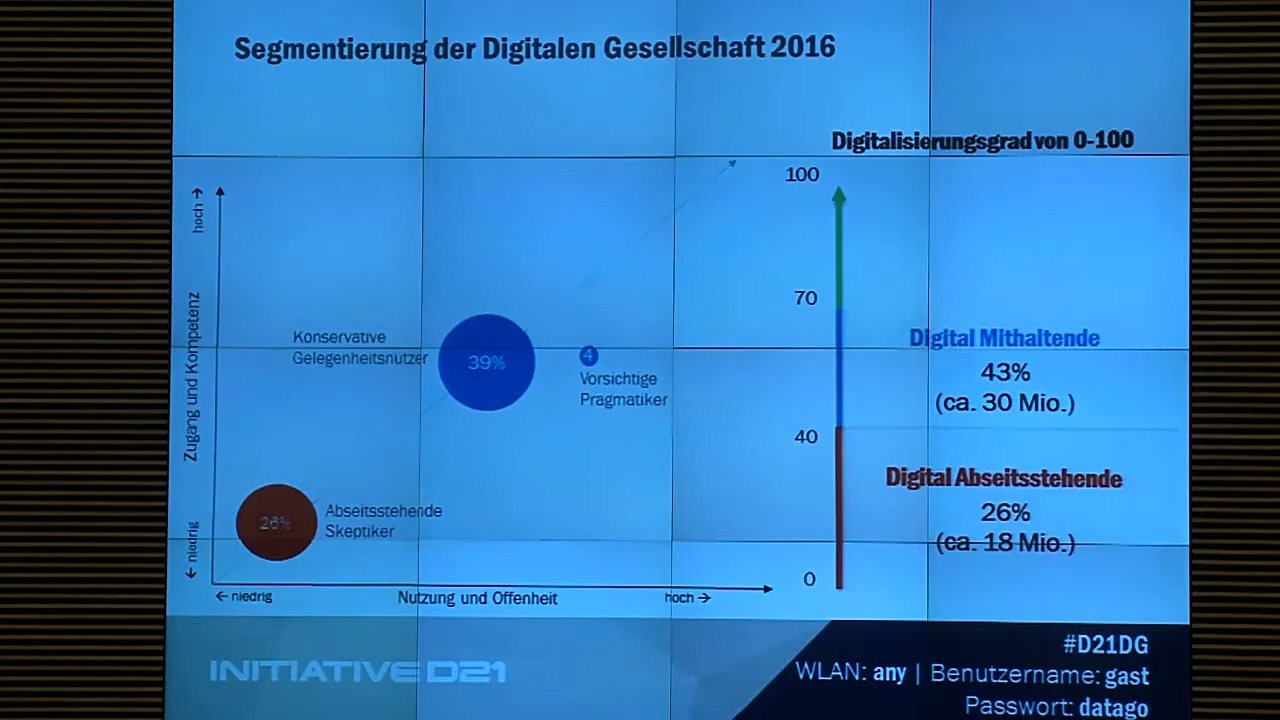 Segmentierung der Digitalen Gesellschaft 2016
Digitalisierungsgrad von 0-100
100
70
40
0
hoch →
Zugang und Kompetenz
← niedrig
Konservative
Gelegenheitsnutzer
39%
4
Vorsichtige
Pragmatiker
26%
Abseitsstehende
Skeptiker
← niedrig
Nutzung und Offenheit
hoch →
Digital Mithaltende
43%
(ca. 30 Mio.)
Digital Abseitsstehende
26%
(ca. 18 Mio.)
INITIATIVE D21
#D21DG
WLAN: any | Benutzername: gast
Passwort: datago